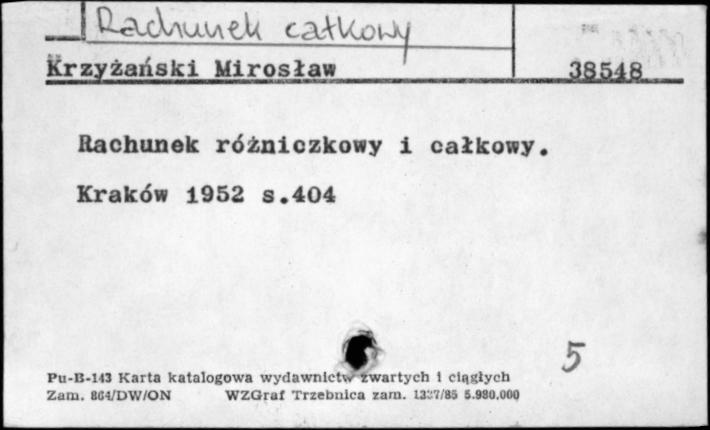 Rachunek całkowy
Krzyżański Mirosław 38548
Rachunek różniczkowy i całkowy.
Kraków 1952 s.404
5
Pu-B-143 Karta katalogowa wydawnictw zwartych i ciągłych
Zam. 864/DW/ON WZGraf Trzebnica zam. 1337/85 5.980.000